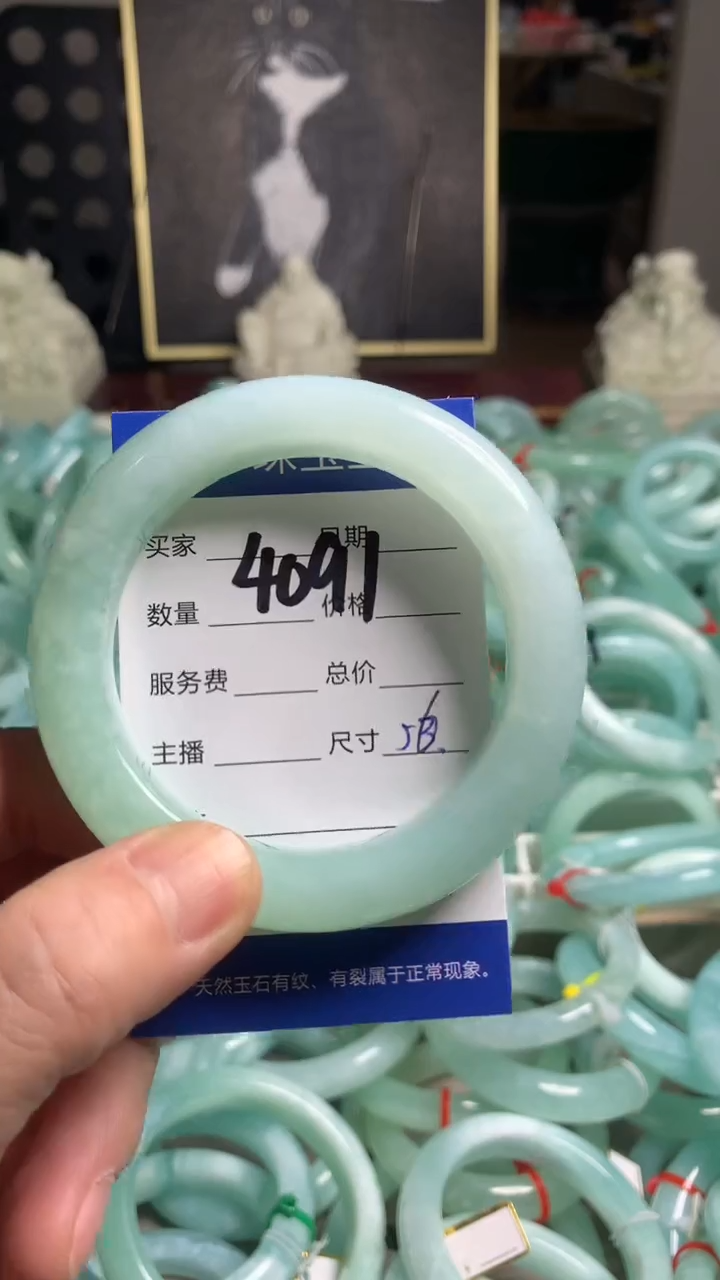 买家 日期
4091
数量 价格
服务费 总价
主播 尺寸
天然玉石有纹、有裂属于正常现象。